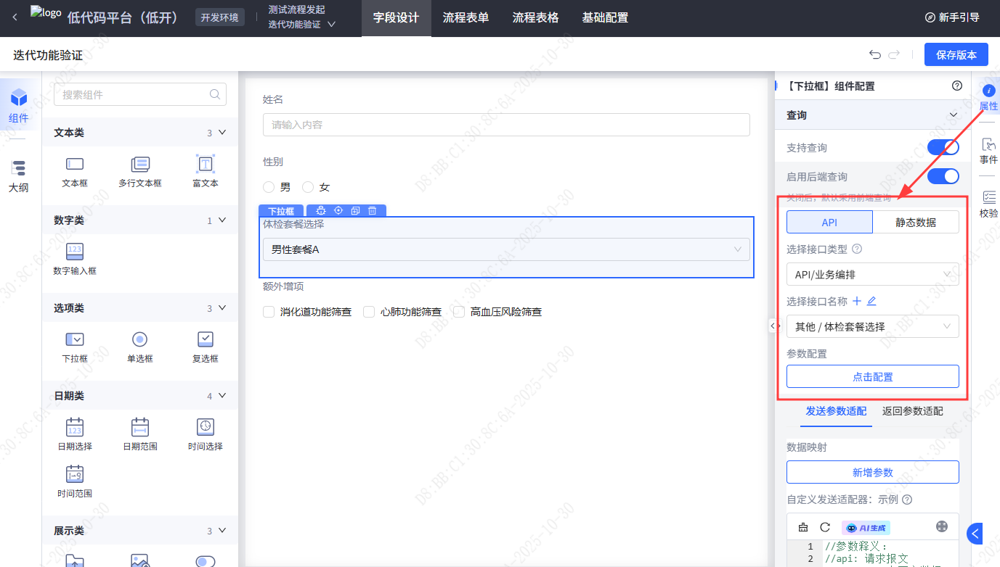 logo
低代码平台（低开）
开发环境
测试流程发起
迭代功能验证
字段设计
流程表单
流程表格
基础配置
新手引导
迭代功能验证
保存版本
组件
大纲
搜索组件
文本类 3
文本框 多行文本框 富文本
数字类 1
123
数字输入框
选项类 3
下拉框 单选框 复选框
日期类 4
123
日期选择 日期范围 时间选择
1-9
时间范围
展示类 3
姓名
请输入内容
性别
男 女
下拉框
体检套餐选择
男性套餐A
额外增项
消化道功能筛查 心肺功能筛查 高血压风险筛查
【下拉框】组件配置
查询
支持查询
启用后端查询
关闭后，默认采用前端查询
API 静态数据
选择接口类型
API/业务编排
选择接口名称
其他 / 体检套餐选择
参数配置
点击配置
发送参数适配 返回参数适配
数据映射
新增参数
自定义发送适配器：示例
AI生成
1 //参数释义：
2 //api: 请求报文
属性
事件
校验
D8:BB:C1:30:8C:6A-2025-10-30